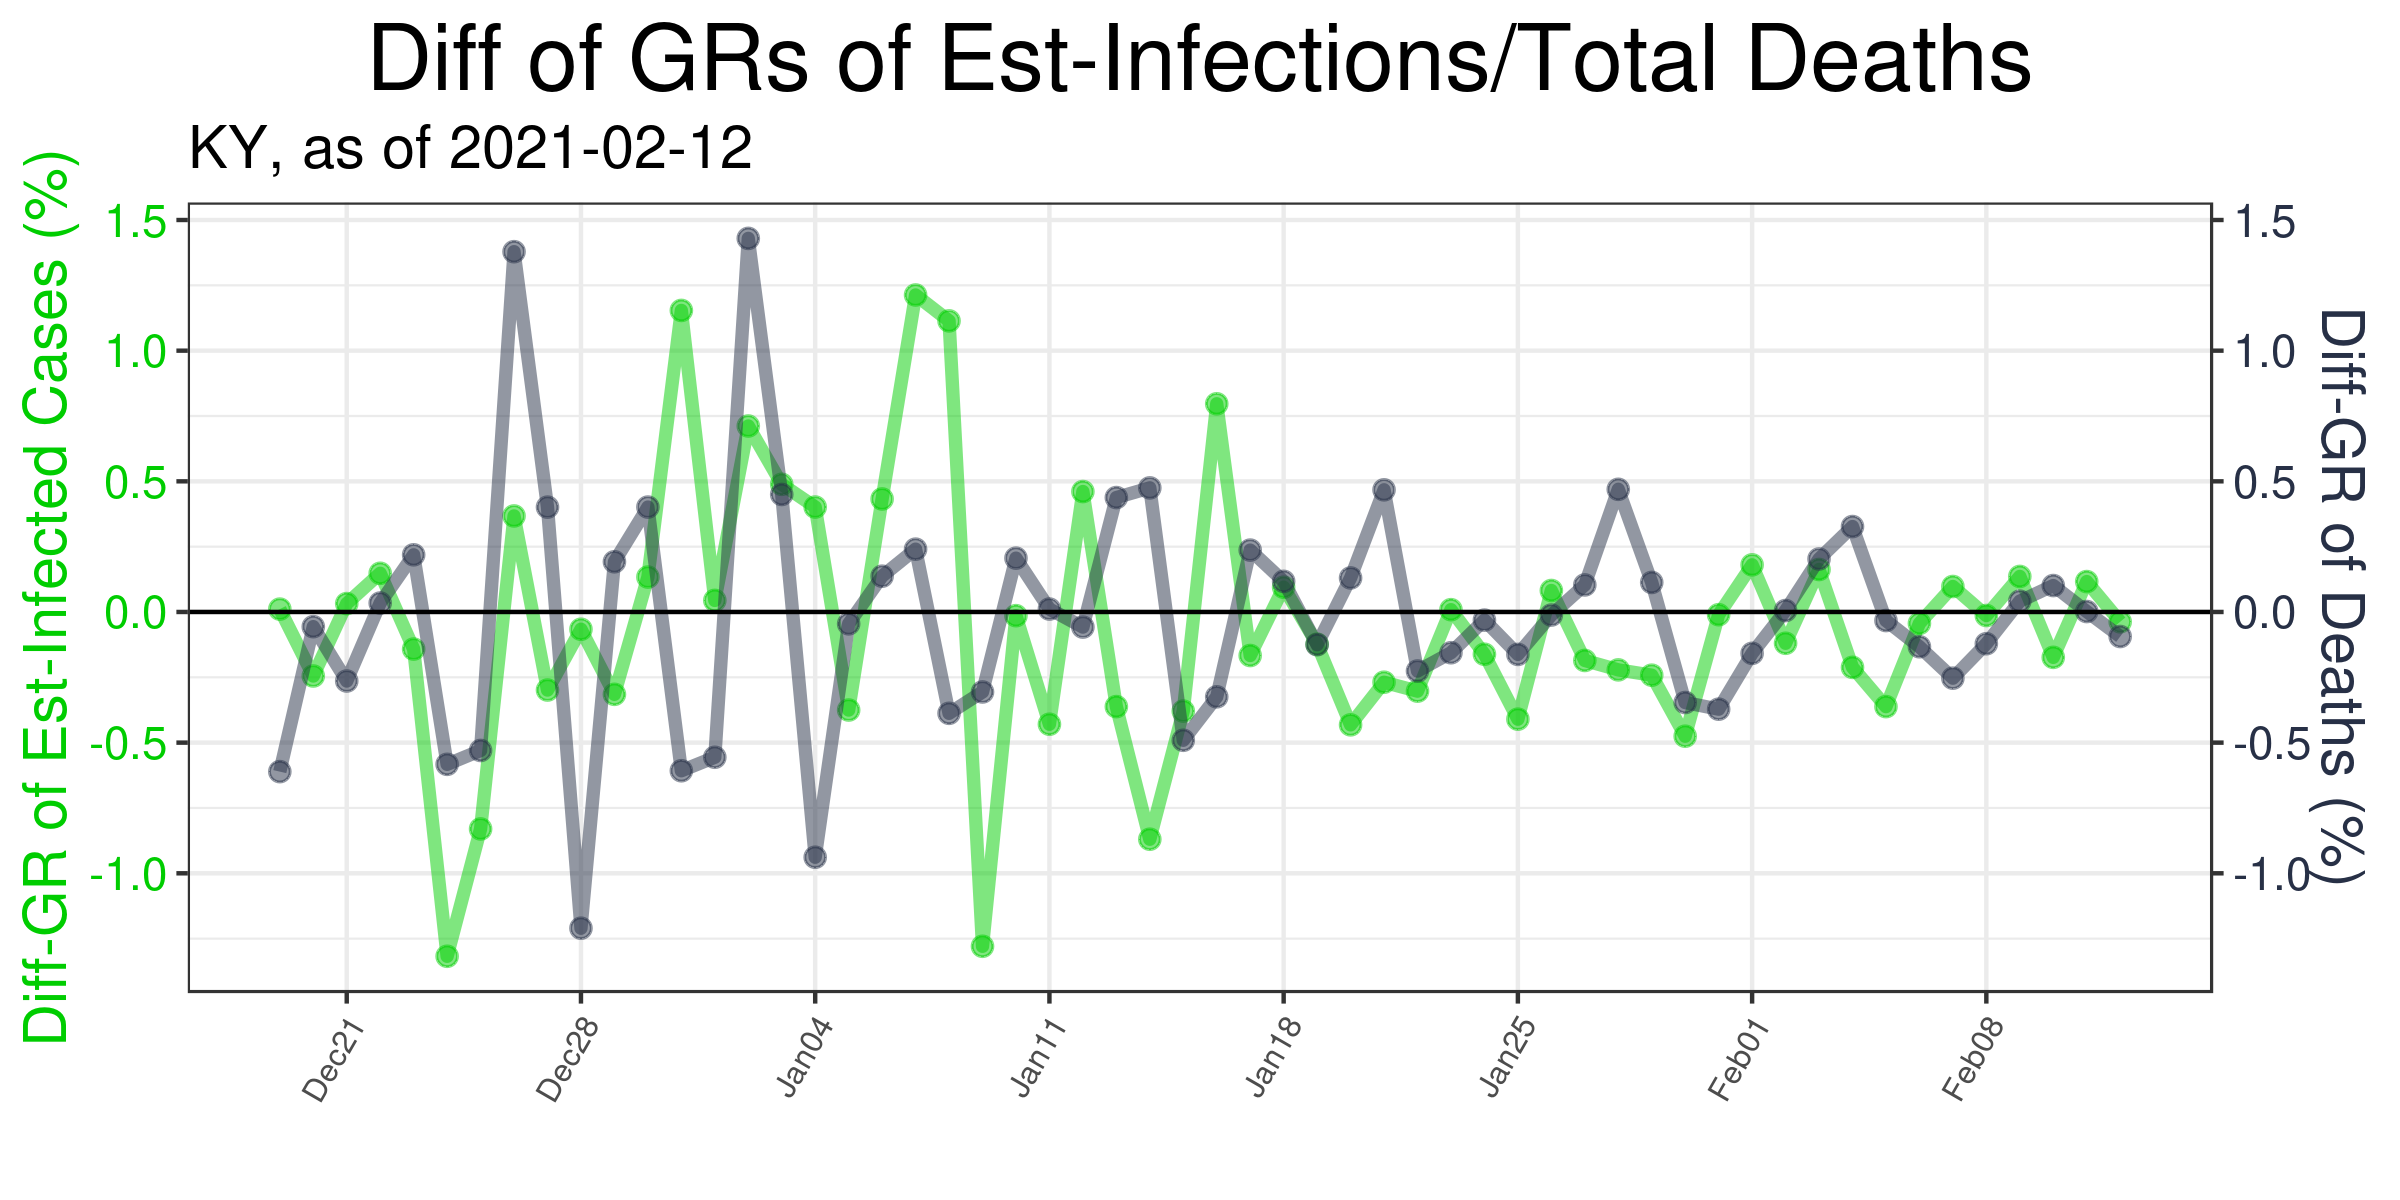 Diff of GRs of Est-Infections/Total Deaths
KY, as of 2021-02-12
Diff-GR of Est-Infected Cases (%)
1.5
1.0
0.5
0.0
-0.5
-1.0
1.5
1.0
0.5
0.0
-0.5
-1.0
Diff-GR of Deaths (%)
Dec21
Dec28
Jan04
Jan11
Jan18
Jan25
Feb01
Feb08